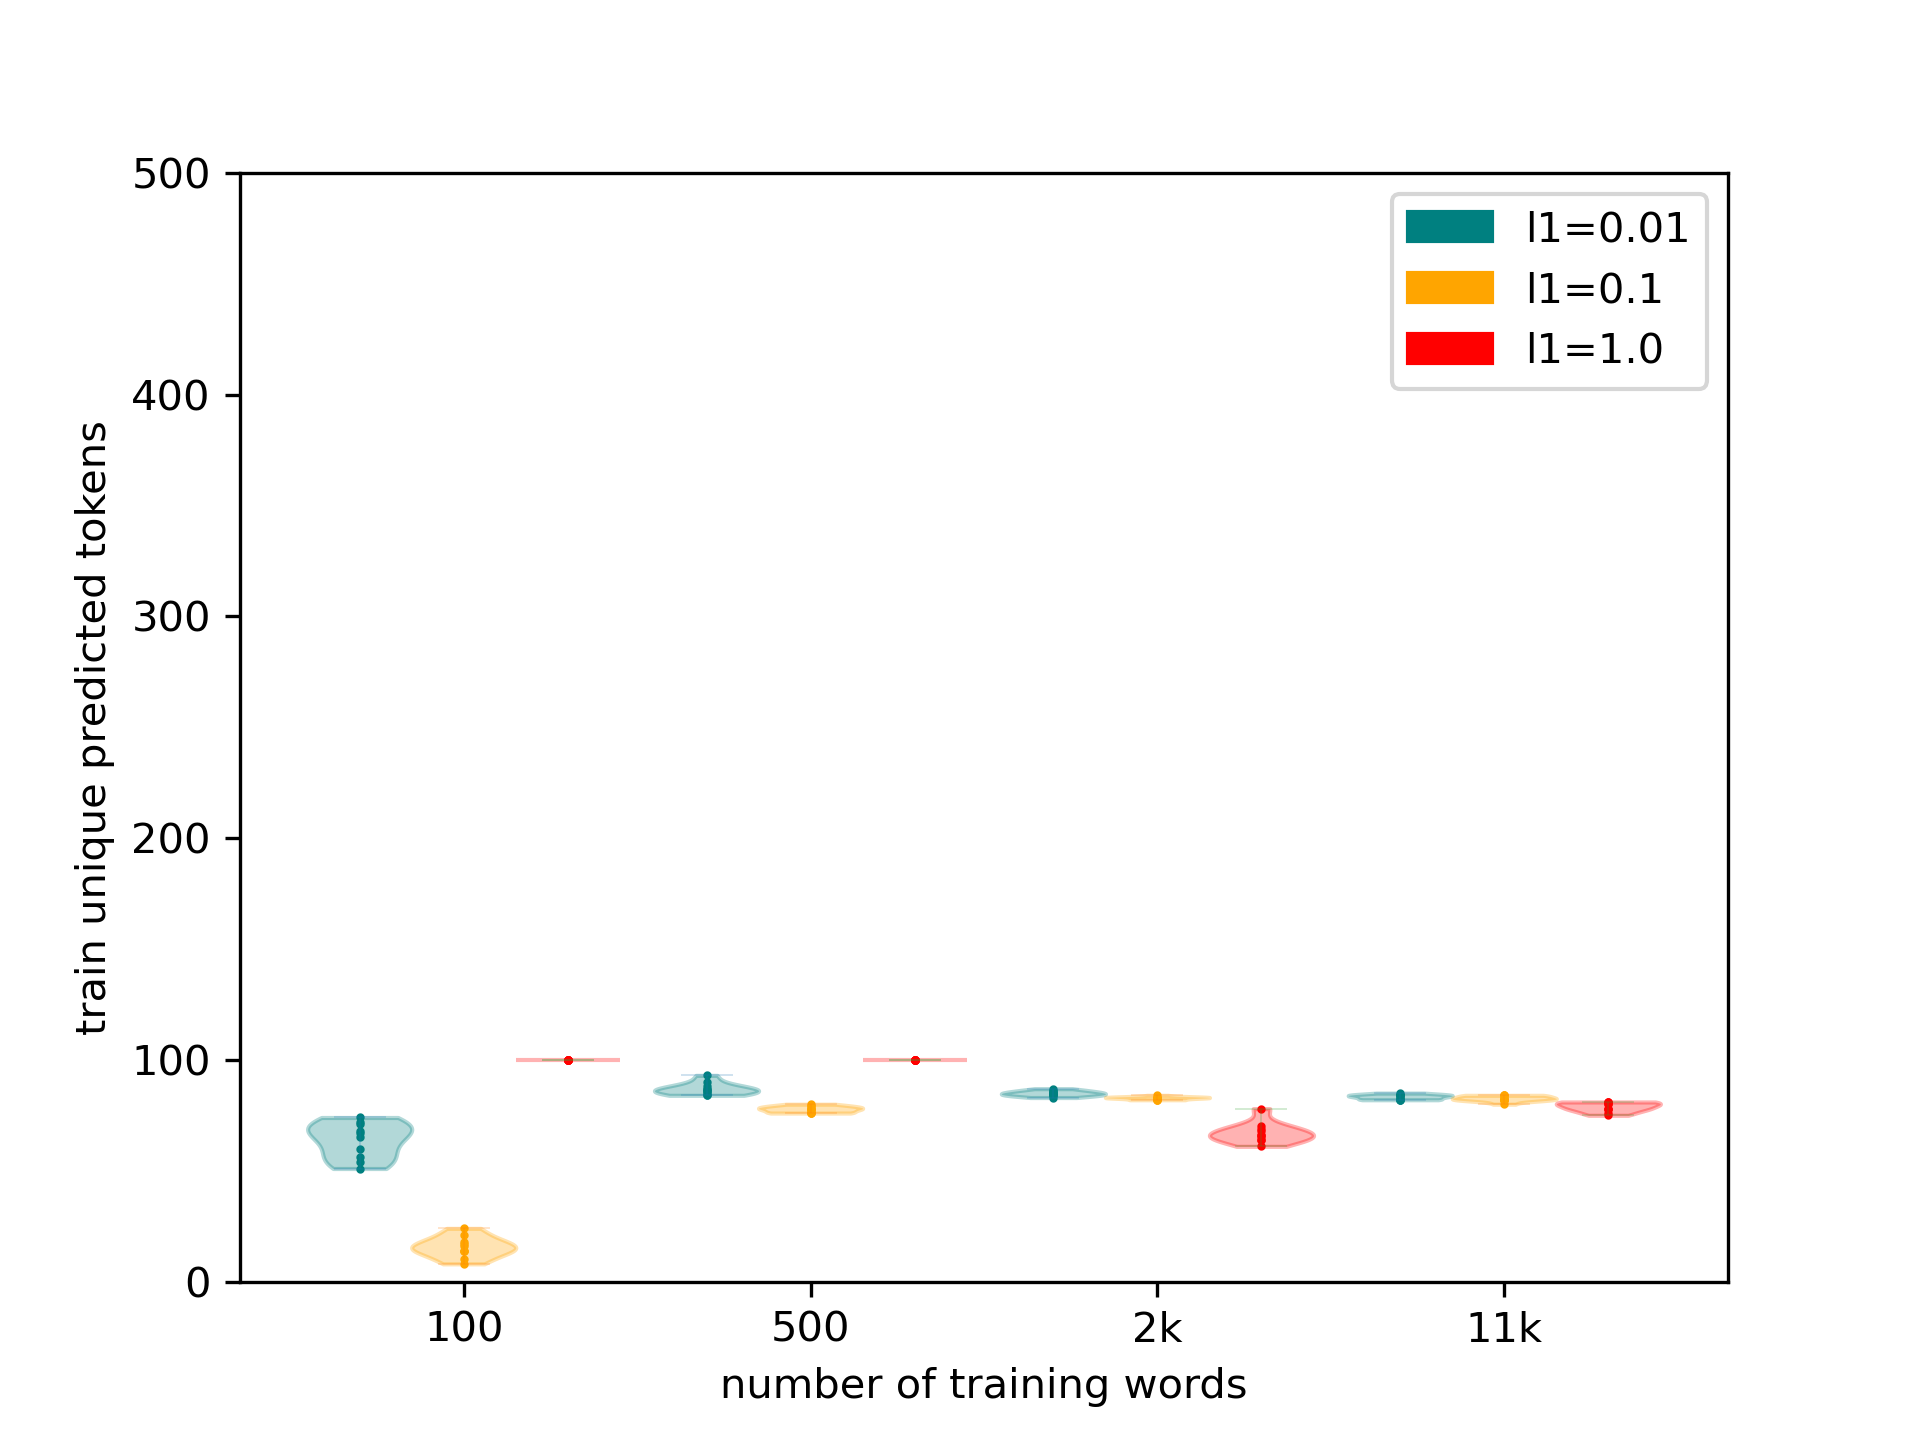 500
400
300
200
100
0
train unique predicted tokens
l1=0.01
l1=0.1
l1=1.0
100 500 2k 11k
number of training words